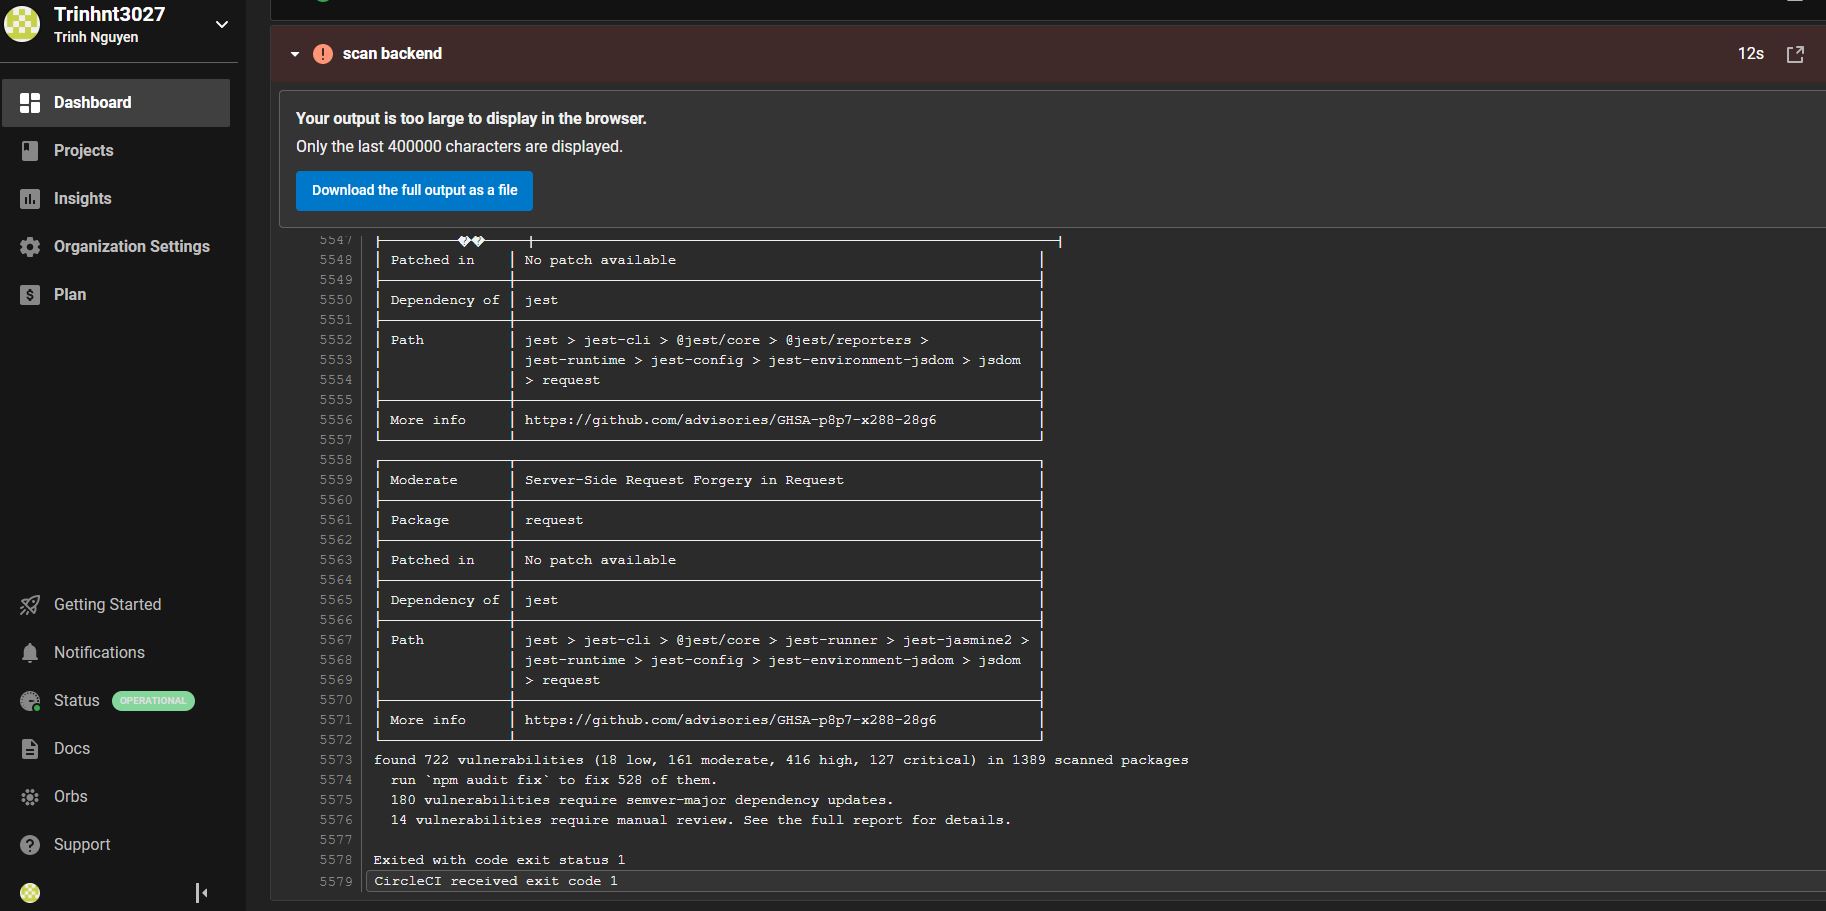 Trinhnt3027
Trinh Nguyen
Dashboard
Projects
Insights
Organization Settings
Plan
Getting Started
Notifications
Status OPERATIONAL
Docs
Orbs
Support
scan backend 12s
Your output is too large to display in the browser.
Only the last 400000 characters are displayed.
Download the full output as a file
5547
5548 Patched in No patch available
5549
5550 Dependency of jest
5551
5552 Path jest > jest-cli > @jest/core > @jest/reporters >
5553 jest-runtime > jest-config > jest-environment-jsdom > jsdom
5554 > request
5555
5556 More info https://github.com/advisories/GHSA-p8p7-x288-28g6
5557
5558
5559 Moderate Server-Side Request Forgery in Request
5560
5561 Package request
5562
5563 Patched in No patch available
5564
5565 Dependency of jest
5566
5567 Path jest > jest-cli > @jest/core > jest-runner > jest-jasmine2 >
5568 jest-runtime > jest-config > jest-environment-jsdom > jsdom
5569 > request
5570
5571 More info https://github.com/advisories/GHSA-p8p7-x288-28g6
5572
5573 found 722 vulnerabilities (18 low, 161 moderate, 416 high, 127 critical) in 1389 scanned packages
5574 run `npm audit fix` to fix 528 of them.
5575 180 vulnerabilities require semver-major dependency updates.
5576 14 vulnerabilities require manual review. See the full report for details.
5577
5578 Exited with code exit status 1
5579 CircleCI received exit code 1